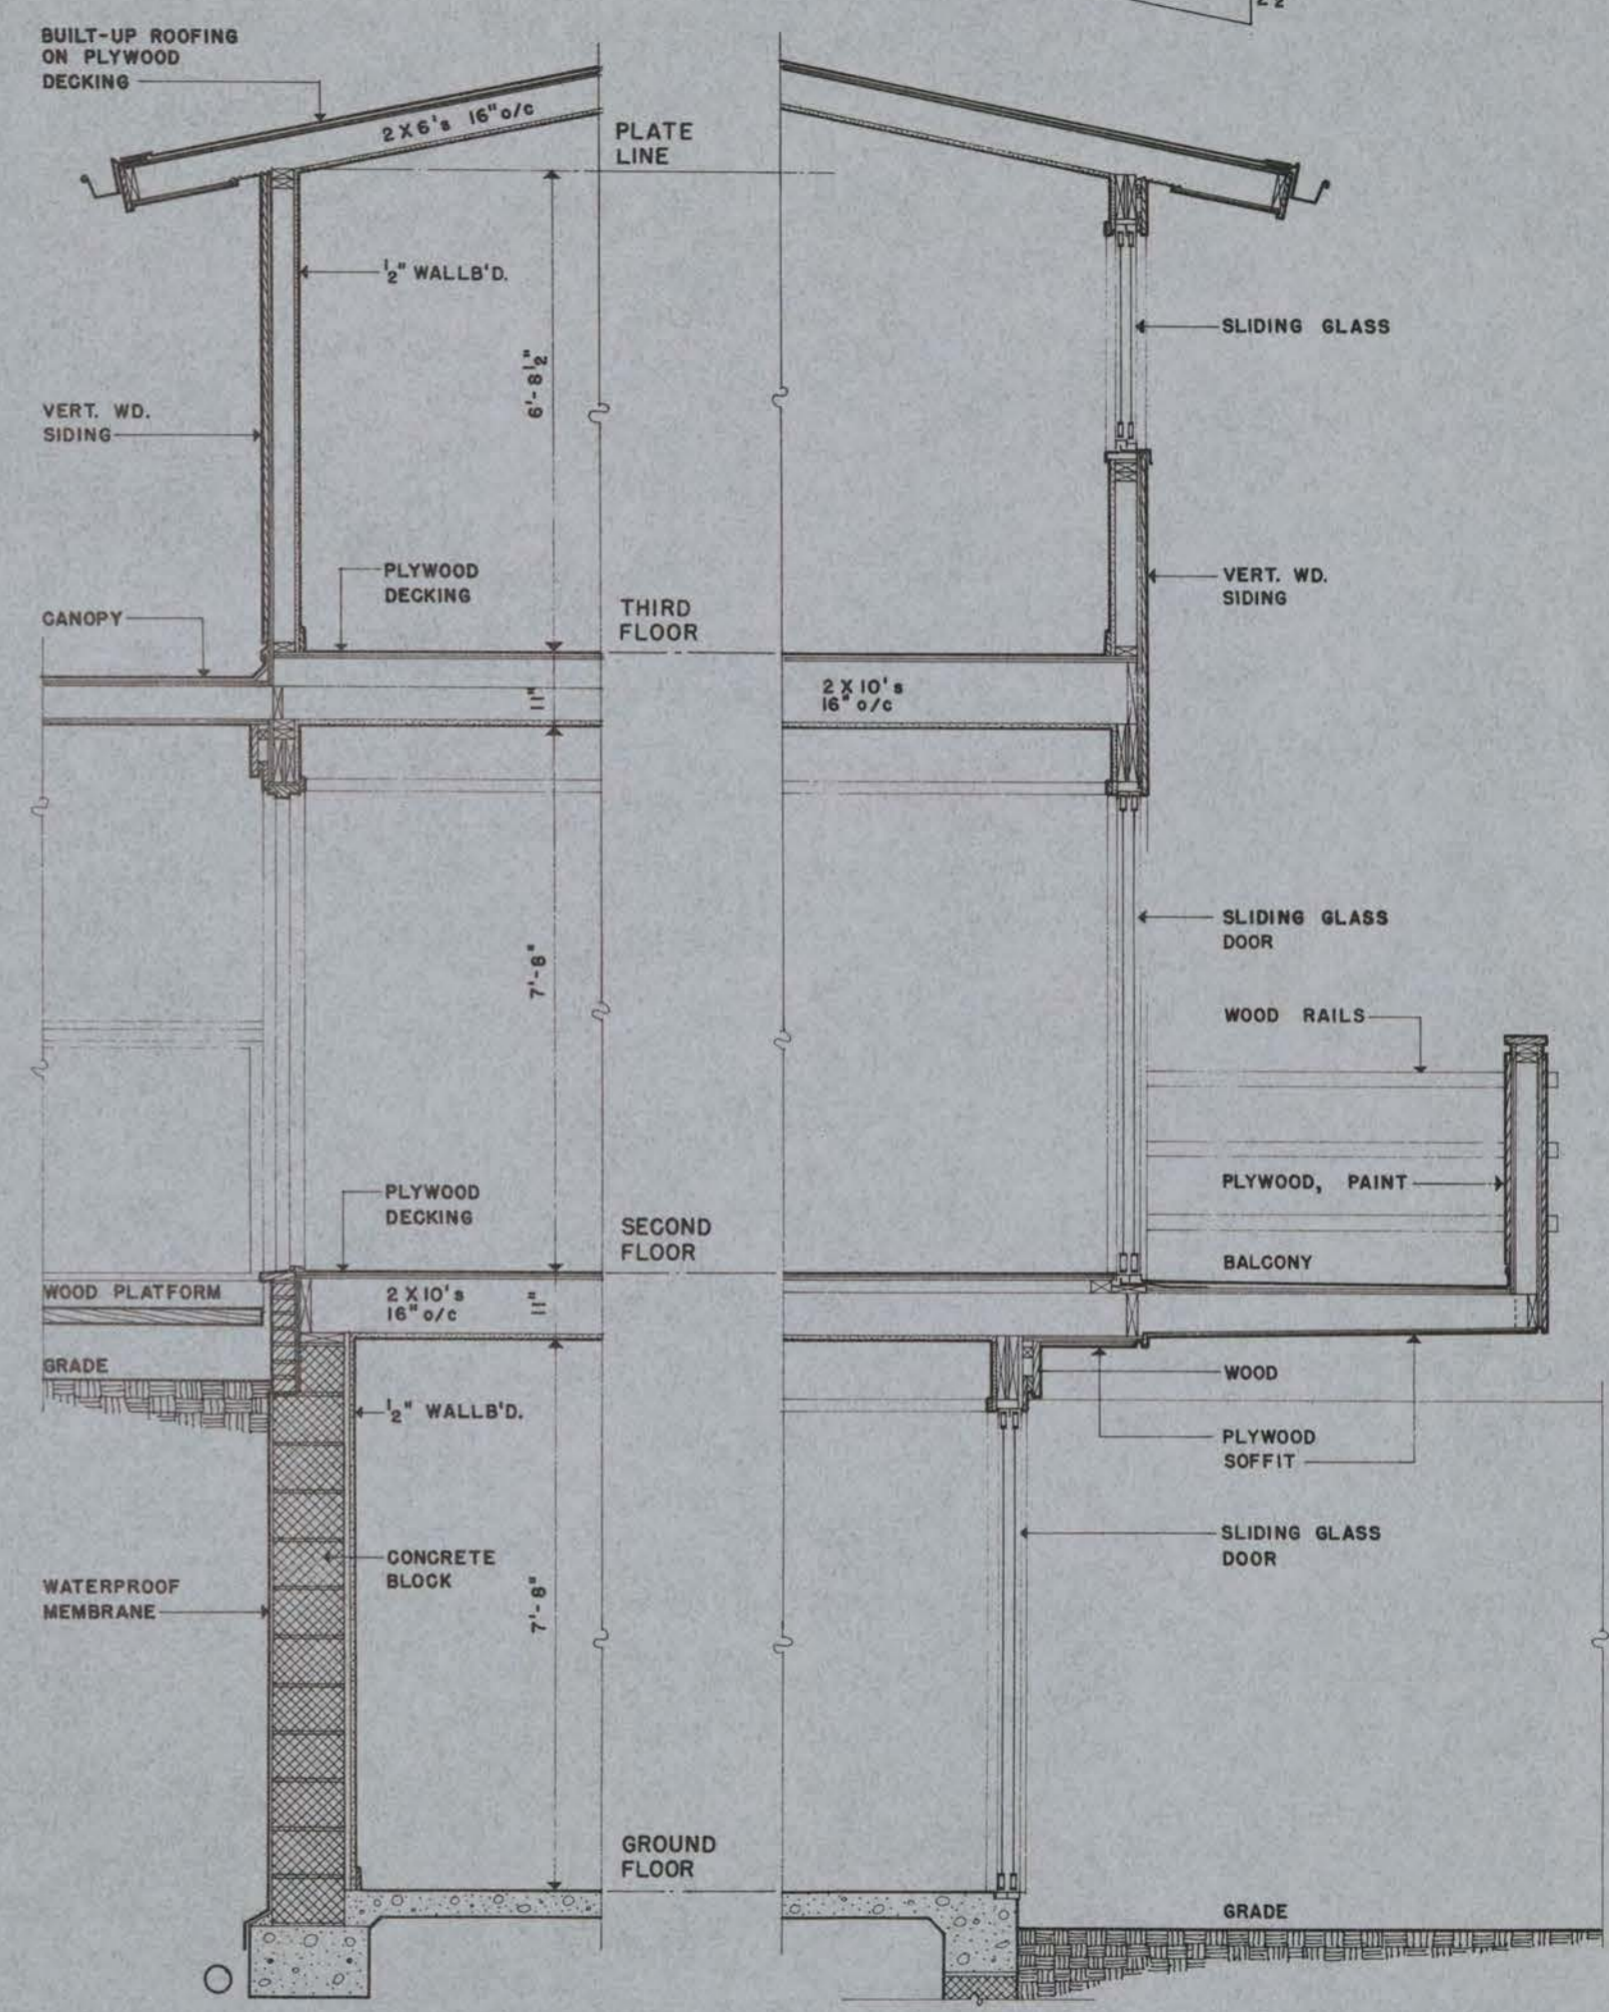 BUILT-UP ROOFING
ON PLYWOOD
DECKING
2 X 6's 16" o/c
PLATE
LINE
½" WALLB'D.
SLIDING GLASS
6'-8½"
VERT. WD.
SIDING
PLYWOOD
DECKING
THIRD
FLOOR
VERT. WD.
SIDING
CANOPY
11"
2 X 10's
16" o/c
SLIDING GLASS
DOOR
7'-8"
WOOD RAILS
PLYWOOD, PAINT
PLYWOOD
DECKING
SECOND
FLOOR
BALCONY
WOOD PLATFORM
2 X 10's
16" o/c
11"
GRADE
WOOD
½" WALLB'D.
PLYWOOD
SOFFIT
SLIDING GLASS
DOOR
CONCRETE
BLOCK
7'-8"
WATERPROOF
MEMBRANE
GROUND
FLOOR
GRADE